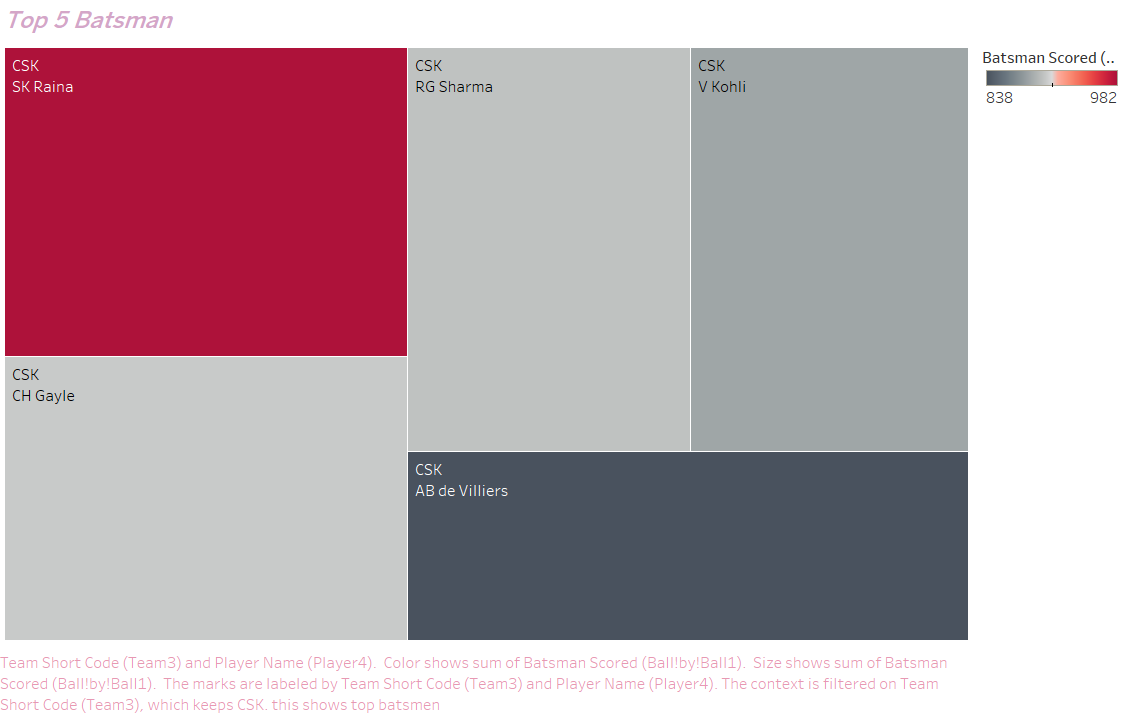 Top 5 Batsman
CSK
SK Raina
CSK
RG Sharma
CSK
V Kohli
Batsman Scored (..
838 982
CSK
CH Gayle
CSK
AB de Villiers
Team Short Code (Team3) and Player Name (Player4).  Color shows sum of Batsman Scored (Ball!by!Ball1).  Size shows sum of Batsman
Scored (Ball!by!Ball1).  The marks are labeled by Team Short Code (Team3) and Player Name (Player4). The context is filtered on Team
Short Code (Team3), which keeps CSK. this shows top batsmen